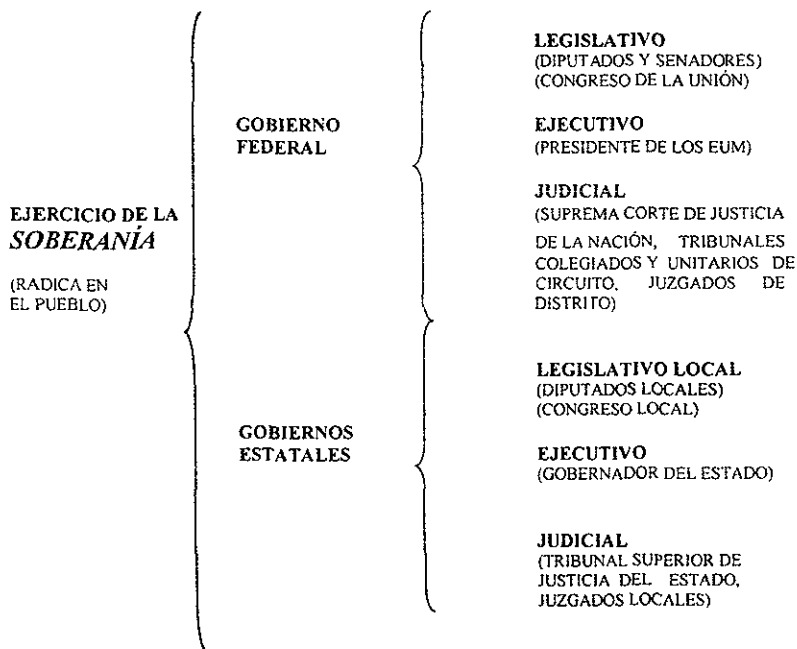 EJERCICIO DE LA
SOBERANÍA
(RADICA EN
EL PUEBLO)
GOBIERNO
FEDERAL
LEGISLATIVO
(DIPUTADOS Y SENADORES)
(CONGRESO DE LA UNIÓN)
EJECUTIVO
(PRESIDENTE DE LOS EUM)
JUDICIAL
(SUPREMA CORTE DE JUSTICIA
DE LA NACIÓN, TRIBUNALES
COLEGIADOS Y UNITARIOS DE
CIRCUITO, JUZGADOS DE
DISTRITO)
GOBIERNOS
ESTATALES
LEGISLATIVO LOCAL
(DIPUTADOS LOCALES)
(CONGRESO LOCAL)
EJECUTIVO
(GOBERNADOR DEL ESTADO)
JUDICIAL
(TRIBUNAL SUPERIOR DE
JUSTICIA DEL ESTADO,
JUZGADOS LOCALES)